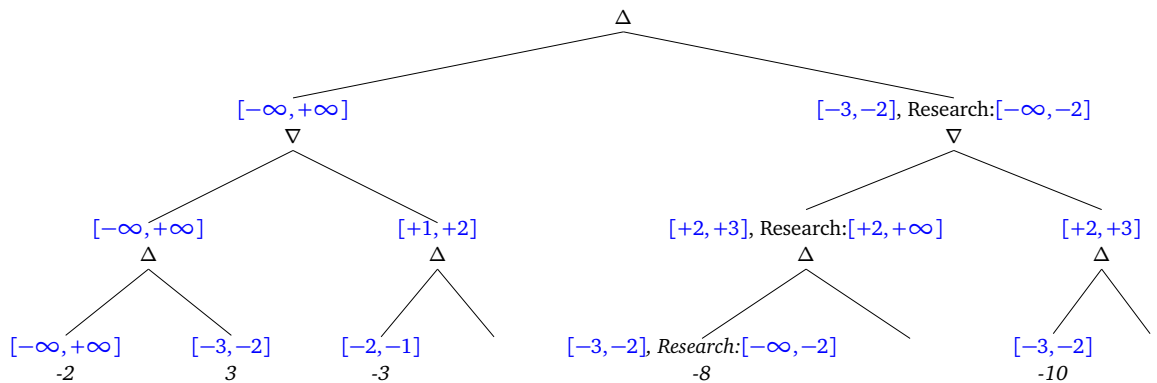 Δ
[−∞,+∞] [−3,−2], Research:[−∞,−2]
∇ ∇
[−∞,+∞] [+1,+2] [+2,+3], Research:[+2,+∞] [+2,+3]
Δ Δ Δ Δ
[−∞,+∞] [−3,−2] [−2,−1] [−3,−2], Research:[−∞,−2] [−3,−2]
-2 3 -3 -8 -10